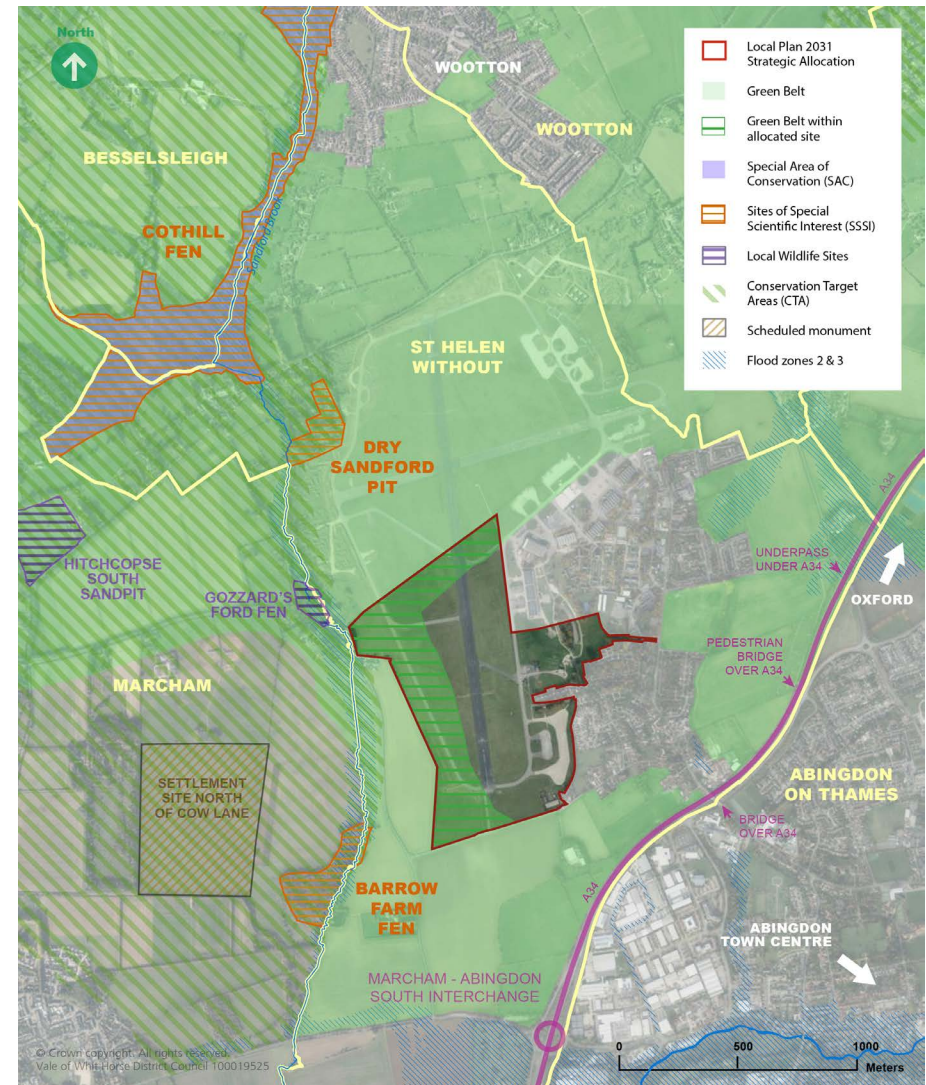 North
WOOTTON
WOOTTON
BESSELSLEIGH
COTHILL
FEN
Sandford Brook
ST HELEN
WITHOUT
DRY
SANDFORD
PIT
HITCHCOPSE
SOUTH
SANDPIT
GOZZARD'S
FORD FEN
MARCHAM
SETTLEMENT
SITE NORTH
OF COW LANE
BARROW
FARM
FEN
MARCHAM - ABINGDON
SOUTH INTERCHANGE
A34
A34
UNDERPASS
UNDER A34
OXFORD
PEDESTRIAN
BRIDGE
OVER A34
ABINGDON
ON THAMES
BRIDGE
OVER A34
ABINGDON
TOWN CENTRE
Local Plan 2031
Strategic Allocation
Green Belt
Green Belt within
allocated site
Special Area of
Conservation (SAC)
Sites of Special
Scientific Interest (SSSI)
Local Wildlife Sites
Conservation Target
Areas (CTA)
Scheduled monument
Flood zones 2 & 3
0 500 1000
Meters
© Crown copyright. All rights reserved.
Vale of Whit Horse District Council 100019525